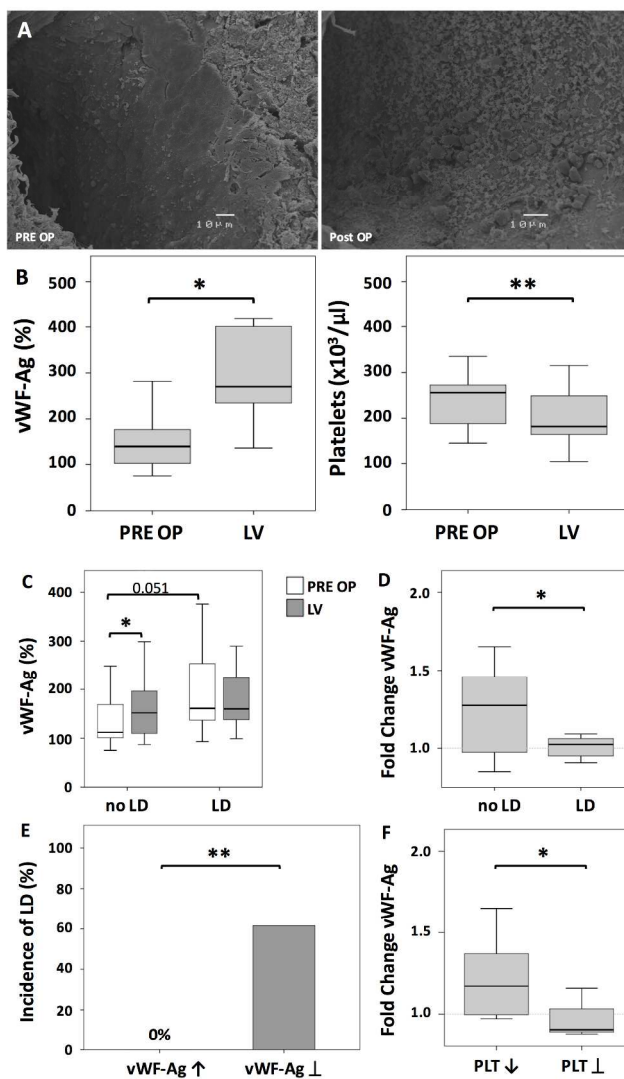 A
PRE OP
10μm
Post OP
10μm
B
vWF-Ag (%)
500
400
300
200
100
0
*
PRE OP LV
Platelets (x10³/µl)
500
400
300
200
100
0
**
PRE OP LV
C
vWF-Ag (%)
400
300
200
100
0
0.051
*
PRE OP
LV
no LD LD
D
Fold Change vWF-Ag
2.0
1.5
1.0
*
no LD LD
E
Incidence of LD (%)
100
80
60
40
20
0
**
0%
vWF-Ag ↑ vWF-Ag ⊥
F
Fold Change vWF-Ag
2.0
1.5
1.0
*
PLT ↓ PLT ⊥